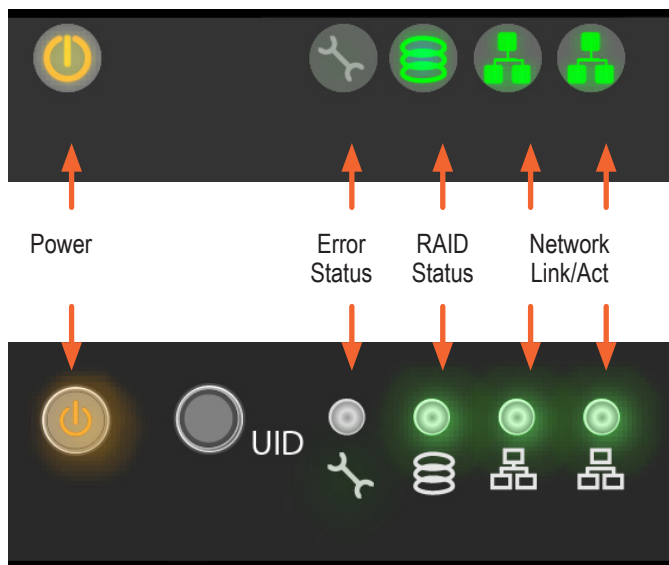 Power
Error
Status
RAID
Status
Network
Link/Act
UID